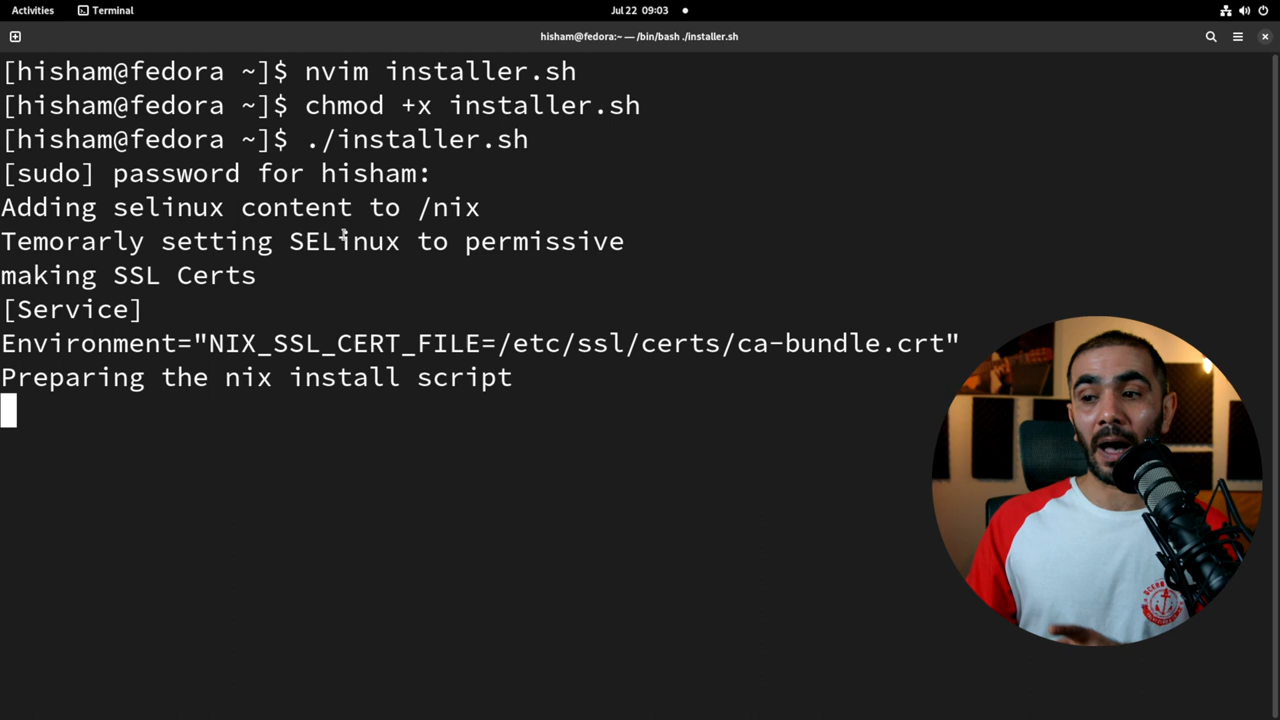 Activities Terminal Jul 22 09:03
hisham@fedora:~ — /bin/bash ./installer.sh
[hisham@fedora ~]$ nvim installer.sh
[hisham@fedora ~]$ chmod +x installer.sh
[hisham@fedora ~]$ ./installer.sh
[sudo] password for hisham:
Adding selinux content to /nix
Temorarly setting SELinux to permissive
making SSL Certs
[Service]
Environment="NIX_SSL_CERT_FILE=/etc/ssl/certs/ca-bundle.crt"
Preparing the nix install script